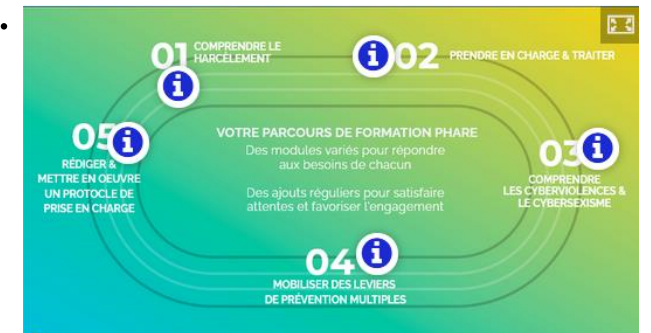 01 COMPRENDRE LE
HARCÈLEMENT
02 PRENDRE EN CHARGE & TRAITER
03
COMPRENDRE
LES CYBERVIOLENCES &
LE CYBERSEXISME
04
MOBILISER DES LEVIERS
DE PRÉVENTION MULTIPLES
05
RÉDIGER &
METTRE EN OEUVRE
UN PROTOCLE DE
PRISE EN CHARGE
VOTRE PARCOURS DE FORMATION PHARE
Des modules variés pour répondre
aux besoins de chacun
Des ajouts réguliers pour satisfaire
attentes et favoriser l'engagement
i
i
i
i
i